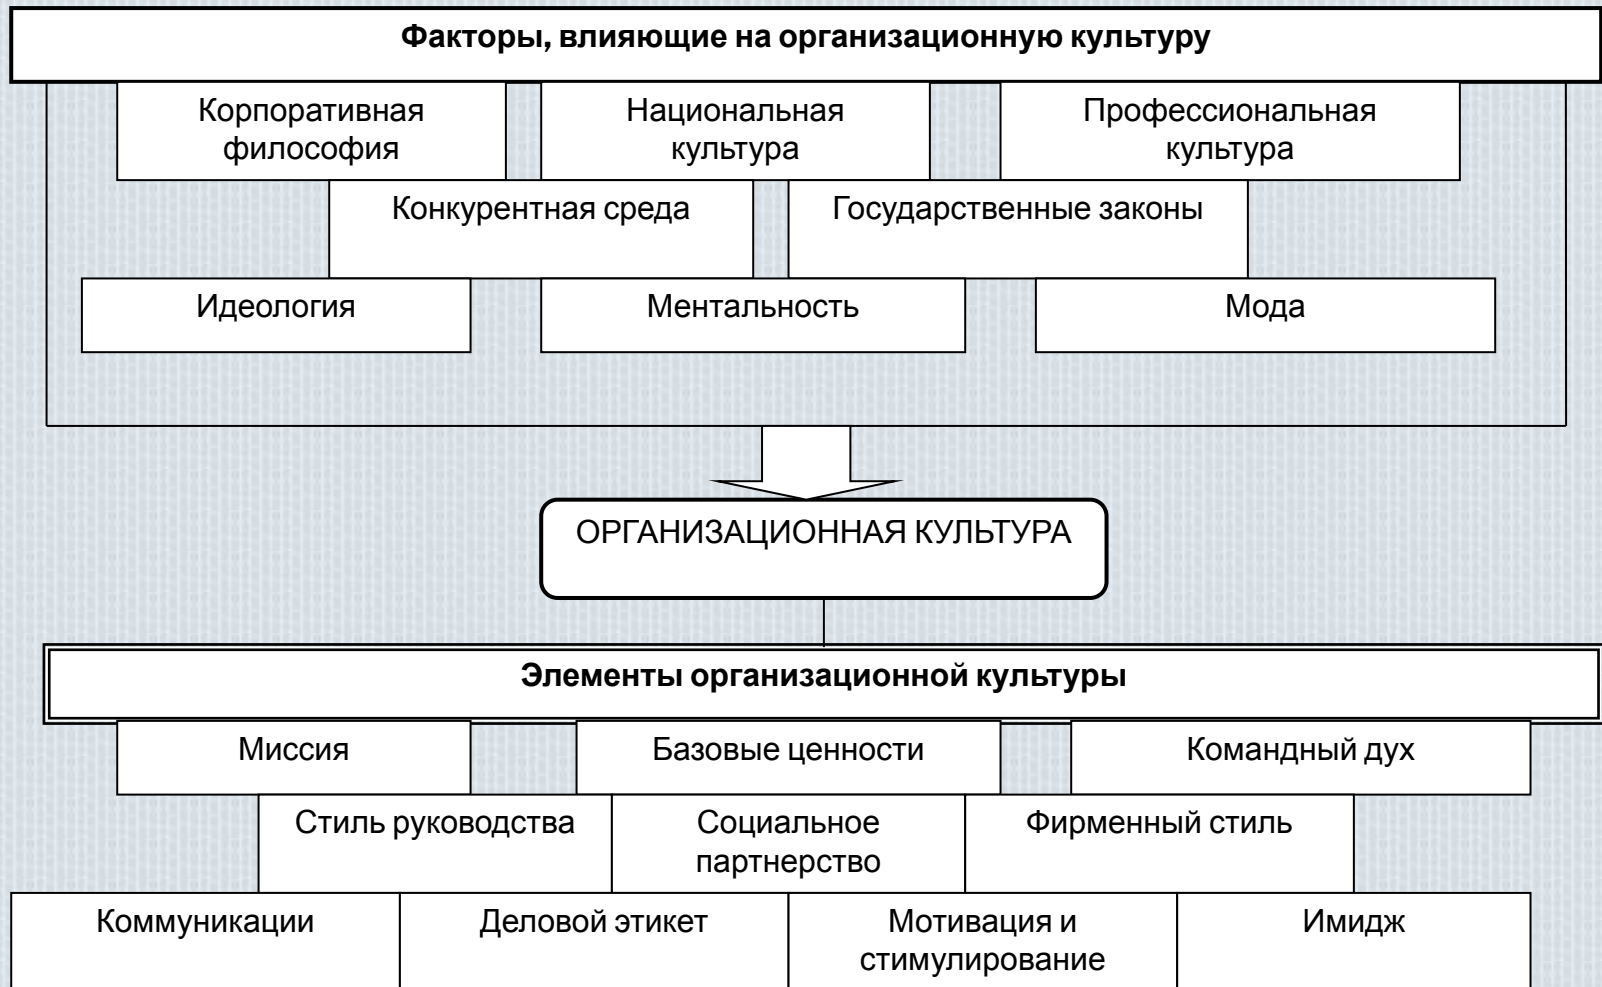 Факторы, влияющие на организационную культуру
Корпоративная
философия
Национальная
культура
Профессиональная
культура
Конкурентная среда
Государственные законы
Идеология
Ментальность
Мода
ОРГАНИЗАЦИОННАЯ КУЛЬТУРА
Элементы организационной культуры
Миссия
Базовые ценности
Командный дух
Стиль руководства
Социальное
партнерство
Фирменный стиль
Коммуникации
Деловой этикет
Мотивация и
стимулирование
Имидж